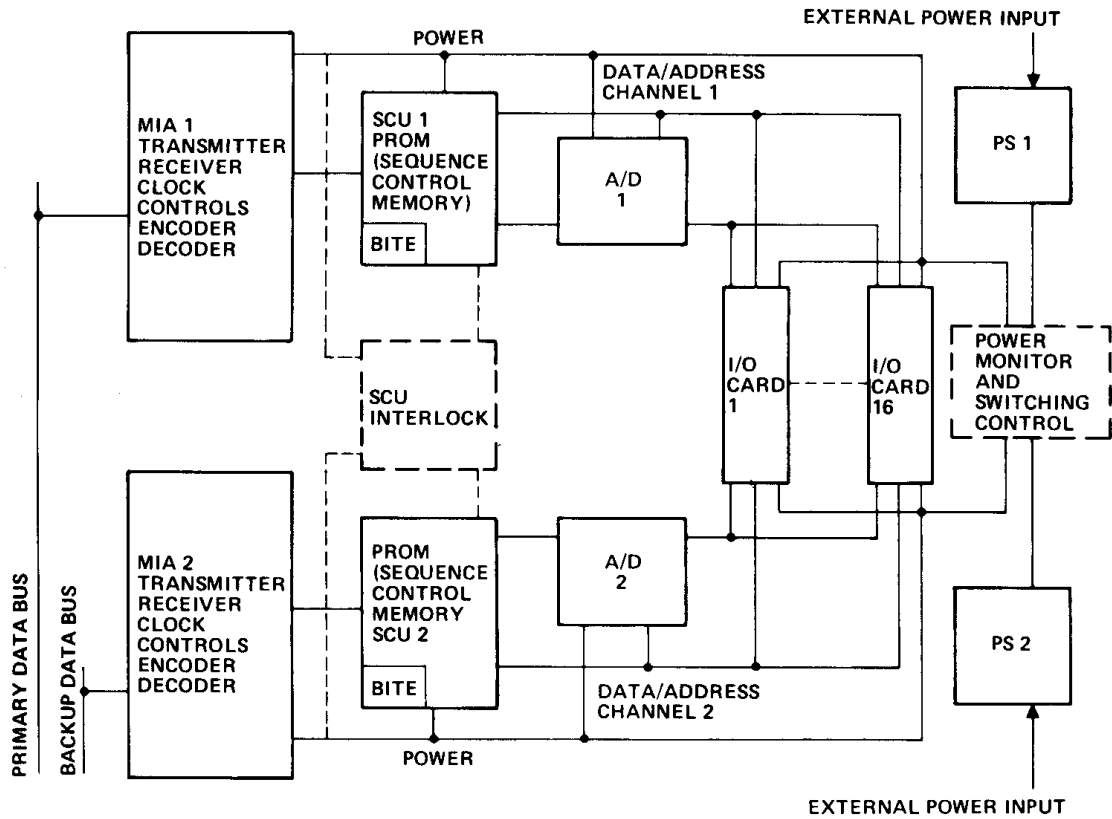 EXTERNAL POWER INPUT
POWER
DATA/ADDRESS
CHANNEL 1
MIA 1
TRANSMITTER
RECEIVER
CLOCK
CONTROLS
ENCODER
DECODER
SCU 1
PROM
(SEQUENCE
CONTROL
MEMORY)
BITE
A/D
1
PS 1
I/O
CARD
1
I/O
CARD
16
POWER
MONITOR
AND
SWITCHING
CONTROL
SCU
INTERLOCK
MIA 2
TRANSMITTER
RECEIVER
CLOCK
CONTROLS
ENCODER
DECODER
PROM
(SEQUENCE
CONTROL
MEMORY
SCU 2
BITE
A/D
2
PS 2
DATA/ADDRESS
CHANNEL 2
POWER
PRIMARY DATA BUS
BACKUP DATA BUS
EXTERNAL POWER INPUT